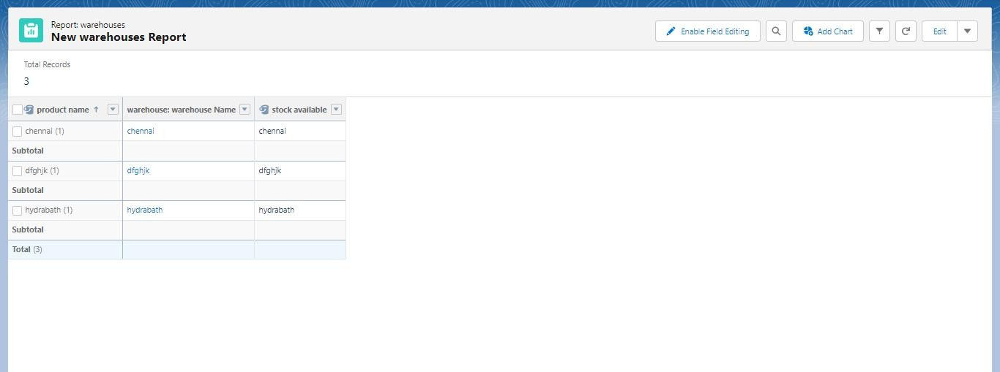 Report: warehouses
New warehouses Report
Enable Field Editing
Add Chart
Edit
Total Records
3
product name ↑ warehouse: warehouse Name stock available
chennai (1) chennai chennai
Subtotal
dfghjk (1) dfghjk dfghjk
Subtotal
hydrabath (1) hydrabath hydrabath
Subtotal
Total (3)